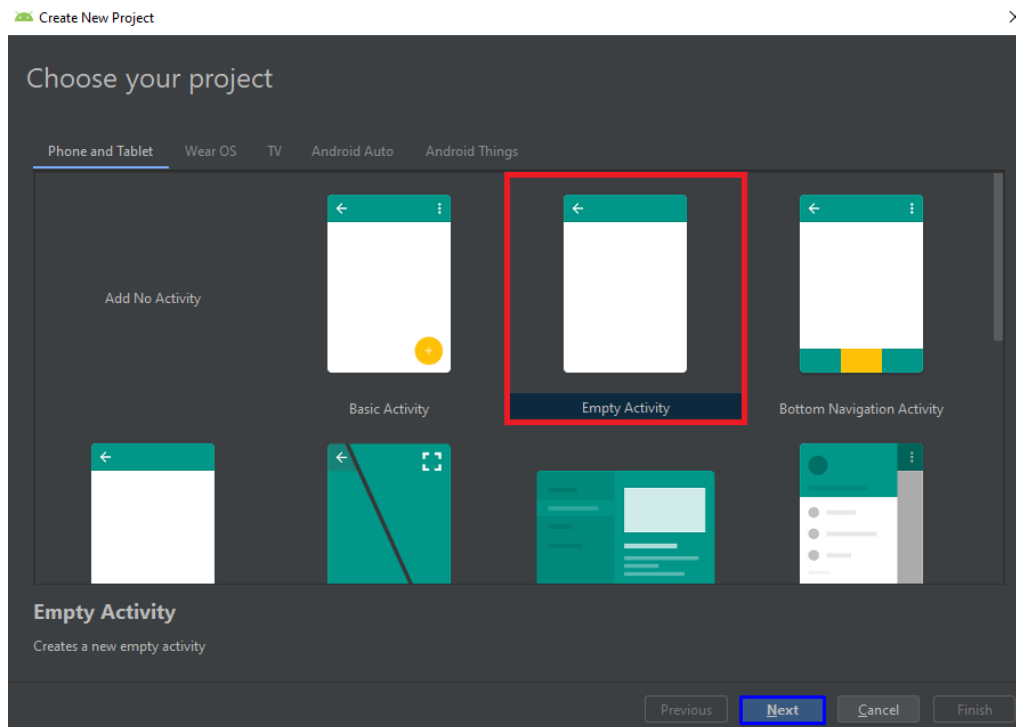 Create New Project
Choose your project
Phone and Tablet Wear OS TV Android Auto Android Things
Add No Activity
Basic Activity Empty Activity Bottom Navigation Activity
Empty Activity
Creates a new empty activity
Previous Next Cancel Finish